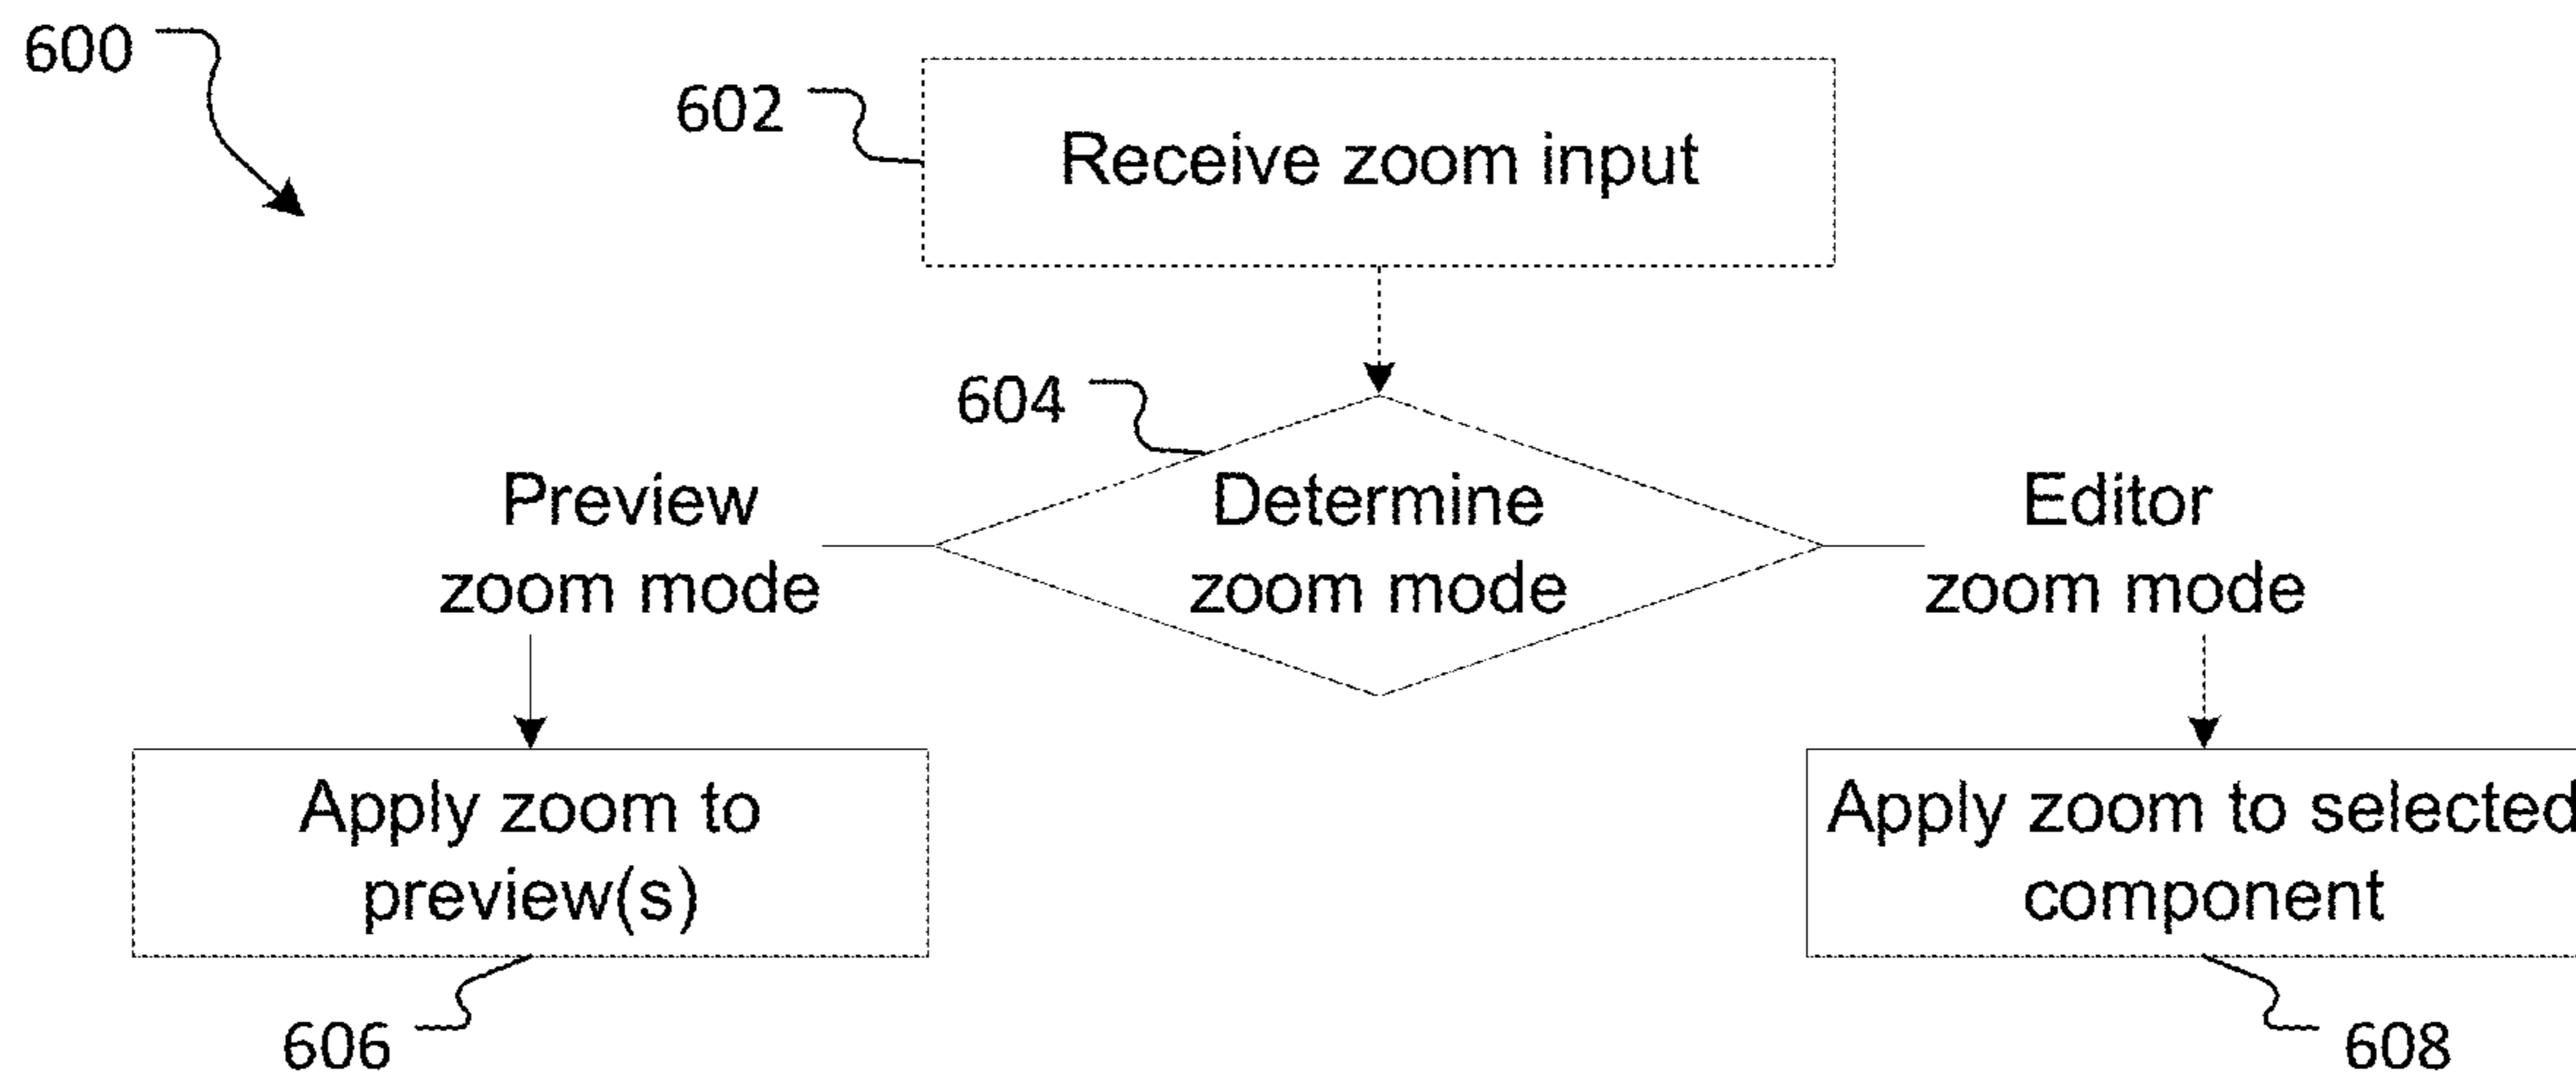 600
602
Receive zoom input
604
Preview
zoom mode
Determine
zoom mode
Editor
zoom mode
Apply zoom to
preview(s)
Apply zoom to selected
component
606
608